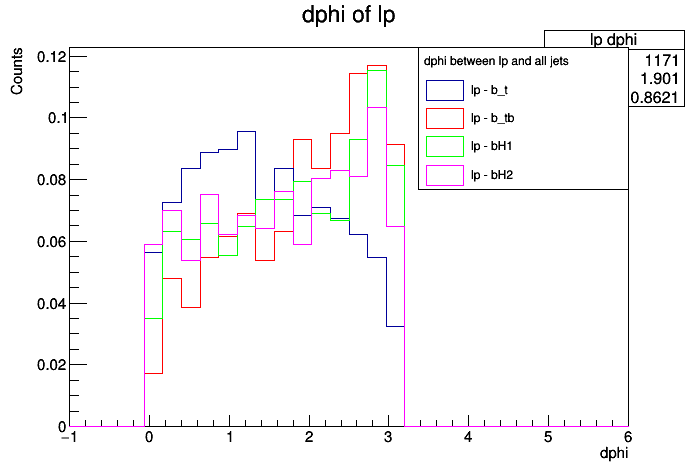 dphi of lp
lp dphi
1171
1.901
0.8621
dphi between lp and all jets
lp - b_t
lp - b_tb
lp - bH1
lp - bH2
Counts
0.12
0.1
0.08
0.06
0.04
0.02
0
−1 0 1 2 3 4 5 6
dphi